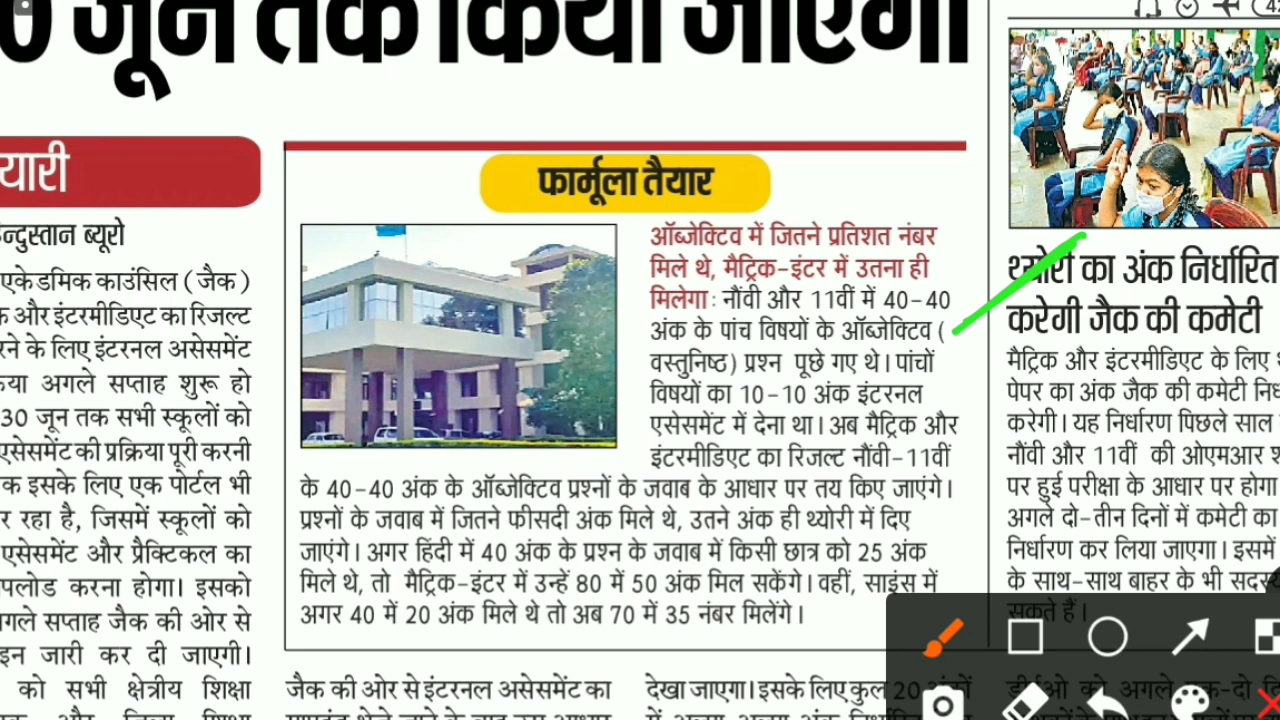 0 जून तक किया जाएगा
यारी
फार्मूला तैयार
हिन्दुस्तान ब्यूरो
एकेडमिक काउंसिल (जैक)
और इंटरमीडिएट का रिजल्ट
के लिए इंटरनल असेसमेंट
अगले सप्ताह शुरू हो
30 जून तक सभी स्कूलों को
एसेसमेंट की प्रक्रिया पूरी करनी
इसके लिए एक पोर्टल भी
रहा है, जिसमें स्कूलों को
एसेसमेंट और प्रैक्टिकल का
करना होगा। इसको
सप्ताह जैक की ओर से
जारी कर दी जाएगी।
को सभी क्षेत्रीय शिक्षा
ऑब्जेक्टिव में जितने प्रतिशत नंबर
मिले थे, मैट्रिक-इंटर में उतना ही
मिलेगा : नौंवी और 11वीं में 40-40
अंक के पांच विषयों के ऑब्जेक्टिव (
वस्तुनिष्ठ) प्रश्न पूछे गए थे। पांचों
विषयों का 10-10 अंक इंटरनल
एसेसमेंट में देना था। अब मैट्रिक और
इंटरमीडिएट का रिजल्ट नौंवी-11वीं
के 40-40 अंक के ऑब्जेक्टिव प्रश्नों के जवाब के आधार पर तय किए जाएंगे।
प्रश्नों के जवाब में जितने फीसदी अंक मिले थे, उतने अंक ही थ्योरी में दिए
जाएंगे। अगर हिंदी में 40 अंक के प्रश्न के जवाब में किसी छात्र को 25 अंक
मिले थे, तो मैट्रिक-इंटर में उन्हें 80 में 50 अंक मिल सकेंगे। वहीं, साइंस में
अगर 40 में 20 अंक मिले थे तो अब 70 में 35 नंबर मिलेंगे।
जैक की ओर से इंटरनल असेसमेंट का
देखा जाएगा। इसके लिए कुल 20 अंकों
थ्योरी का अंक निर्धारित
करेगी जैक की कमेटी
मैट्रिक और इंटरमीडिएट के लिए
पेपर का अंक जैक की कमेटी
करेगी। यह निर्धारण पिछले साल
नौंवी और 11वीं की ओएमआर
पर हुई परीक्षा के आधार पर होगा
अगले दो-तीन दिनों में कमेटी का
निर्धारण कर लिया जाएगा। इसमें
के साथ-साथ बाहर के भी
सकते हैं।